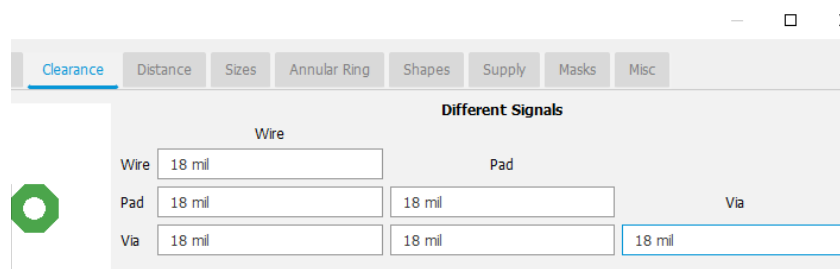 Clearance Distance Sizes Annular Ring Shapes Supply Masks Misc
Different Signals
Wire
Wire 18 mil Pad
Pad 18 mil 18 mil Via
Via 18 mil 18 mil 18 mil